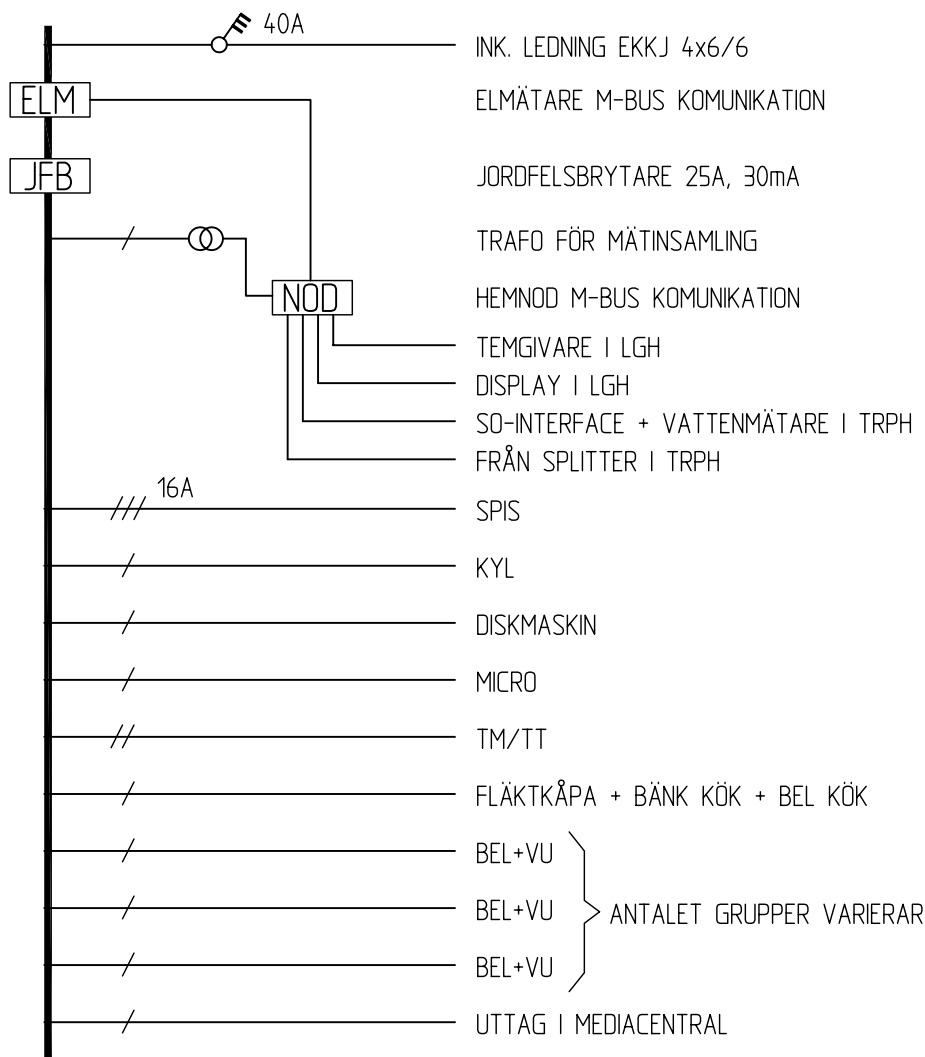 40A
INK. LEDNING EKKJ 4x6/6
ELM
ELMÄTARE M-BUS KOMUNIKATION
JFB
JORDFELSBRYTARE 25A, 30mA
TRAFO FÖR MÄTINSAMLING
NOD
HEMNOD M-BUS KOMUNIKATION
TEMGIVARE I LGH
DISPLAY I LGH
SO-INTERFACE + VATTENMÄTARE I TRPH
FRÅN SPLITTER I TRPH
16A
SPIS
KYL
DISKMASKIN
MICRO
TM/TT
FLÄKTKÅPA + BÄNK KÖK + BEL KÖK
BEL+VU
BEL+VU
ANTALET GRUPPER VARIERAR
BEL+VU
UTTAG I MEDIACENTRAL